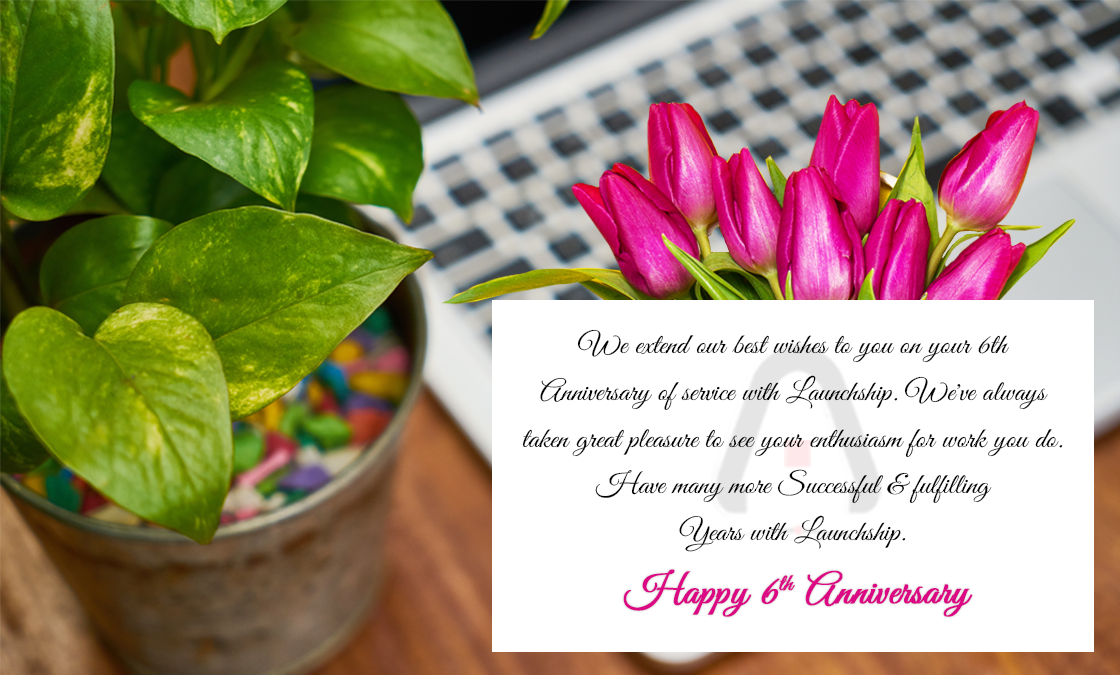 We extend our best wishes to you on your 6th
Anniversary of service with Launchship. We've always
taken great pleasure to see your enthusiasm for work you do.
Have many more Successful & fulfilling
Years with Launchship.
Happy 6th Anniversary